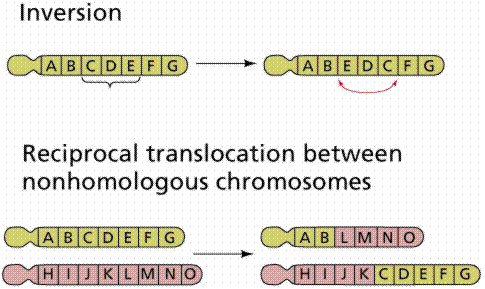 Inversion
A B C D E F G
A B E D C F G
Reciprocal translocation between
nonhomologous chromosomes
A B C D E F G
A B L M N O
H I J K L M N O
H I J K C D E F G